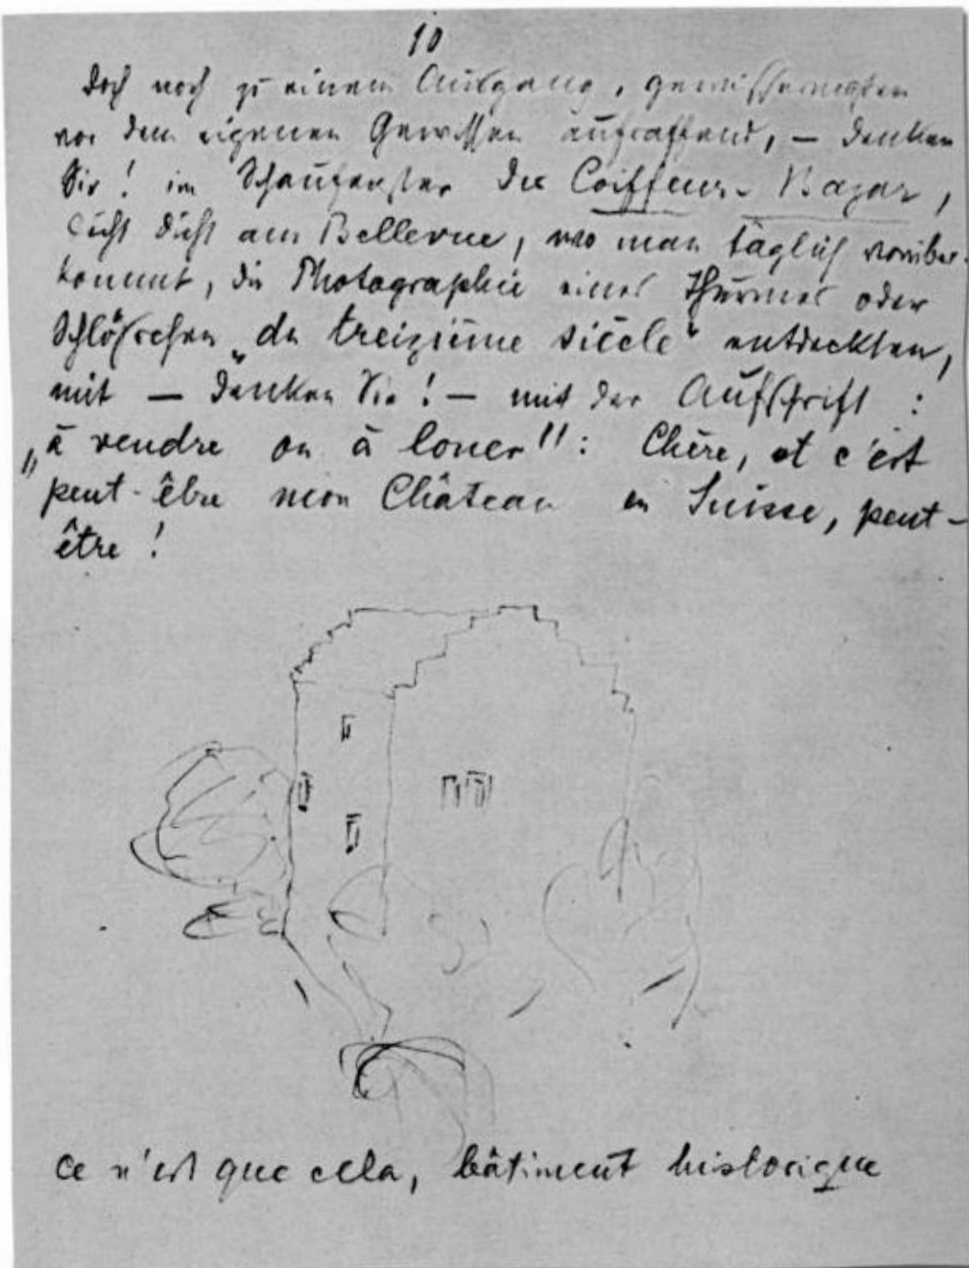 10
doch noch zu einem Ausgang, gewissermaßen
vor dem eigenen Gewissen aufraffend, — denken
Sie! im Schaufenster des Coiffeur-Bazar,
dicht am Bellevue, wo man täglich vorüber-
kommt, die Photographie eines Thurmes oder
Schlößchens „du treizième siècle" entdeckten,
mit — denken Sie! — mit der Aufschrift :
„à vendre ou à louer"!: Chère, et c'est
peut-être mon Château en Suisse, peut-
être !
ce n'est que cela, bâtiment historique